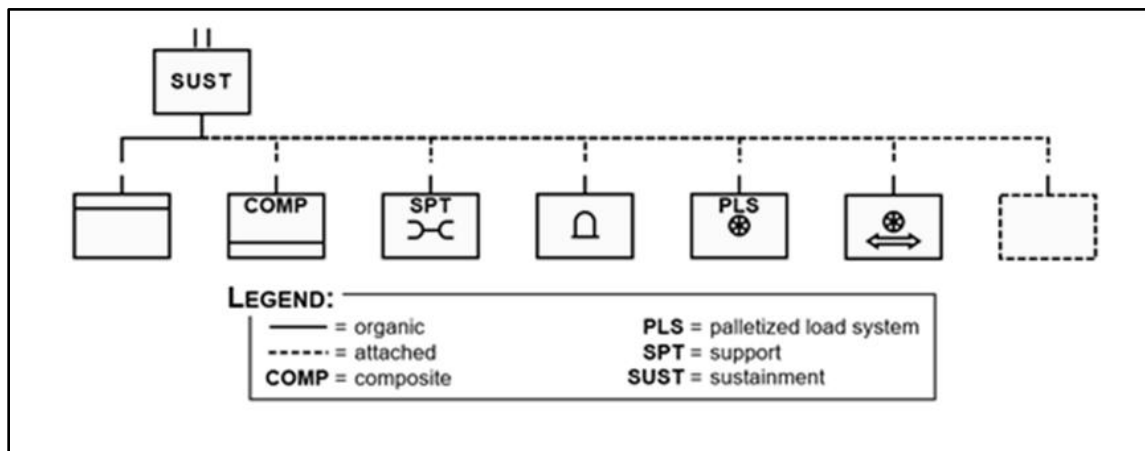 SUST
COMP
SPT
PLS
LEGEND:
= organic
= attached
COMP = composite
PLS = palletized load system
SPT = support
SUST = sustainment